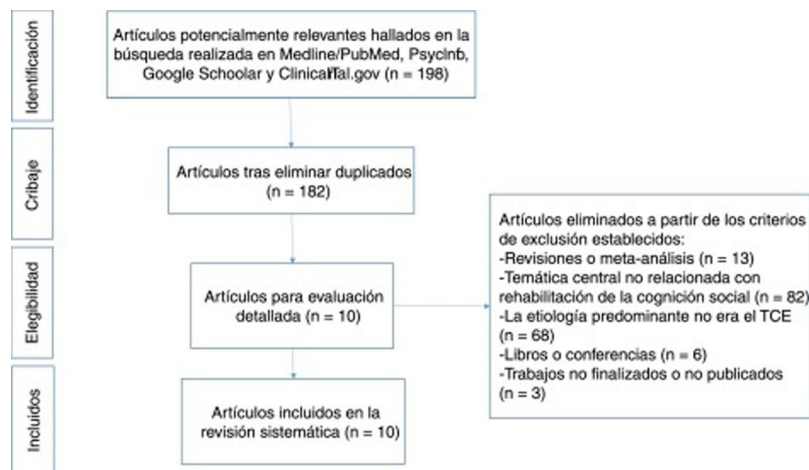 Identificación
Artículos potencialmente relevantes hallados en la
búsqueda realizada en Medline/PubMed, PsycInfo,
Google Schoolar y ClinicalTal.gov (n = 198)
Cribaje
Artículos tras eliminar duplicados
(n = 182)
Elegibilidad
Artículos para evaluación
detallada (n = 10)
Artículos eliminados a partir de los criterios
de exclusión establecidos:
-Revisiones o meta-análisis (n = 13)
-Temática central no relacionada con
rehabilitación de la cognición social (n = 82)
-La etiología predominante no era el TCE
(n = 68)
-Libros o conferencias (n = 6)
-Trabajos no finalizados o no publicados
(n = 3)
Incluidos
Artículos incluidos en la
revisión sistemática (n = 10)